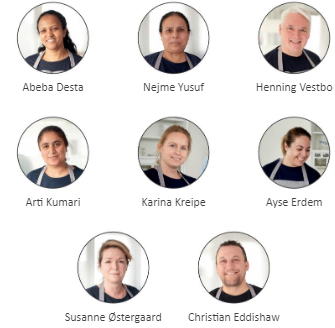 Abeba Desta
Nejme Yusuf
Henning Vestbo
Arti Kumari
Karina Kreipe
Ayse Erdem
Susanne Østergaard
Christian Eddishaw